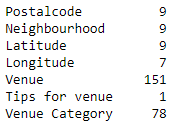 Postalcode 9
Neighbourhood 9
Latitude 9
Longitude 7
Venue 151
Tips for venue 1
Venue Category 78